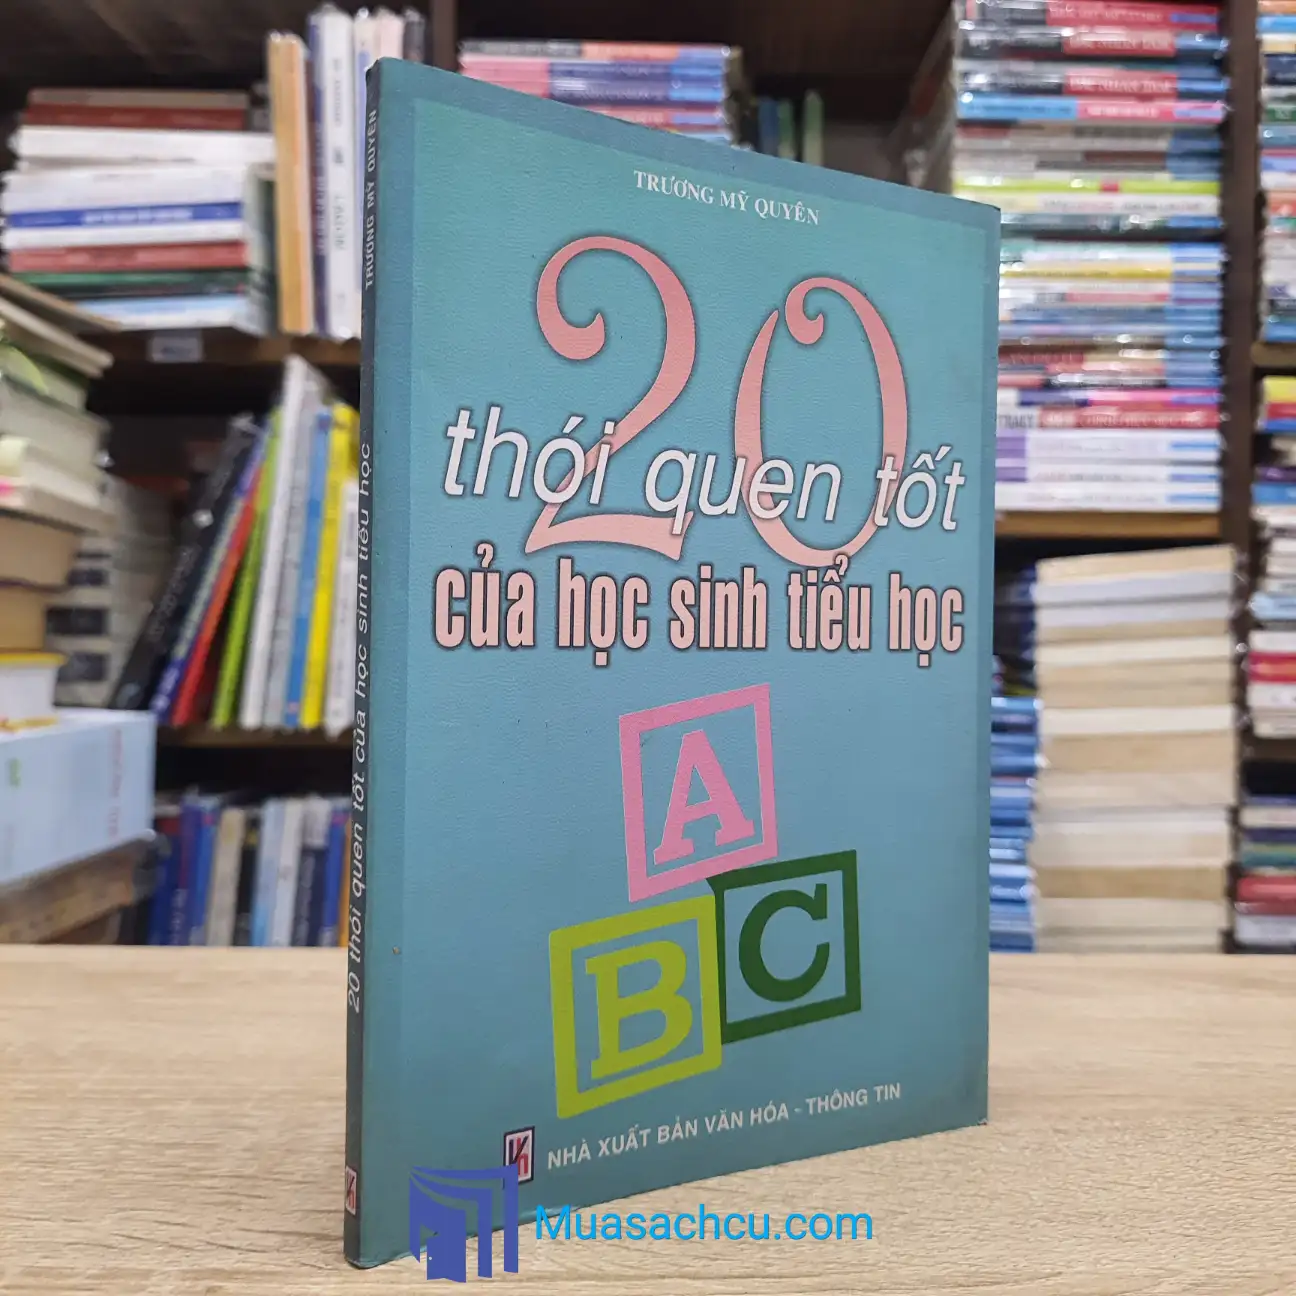 TRƯƠNG MỸ QUYÊN
20
thói quen tốt
của học sinh tiểu học
A
B C
NHÀ XUẤT BẢN VĂN HÓA - THÔNG TIN
20 thói quen tốt của học sinh tiểu học TRƯƠNG MỸ QUYÊN
Muasachcu.com